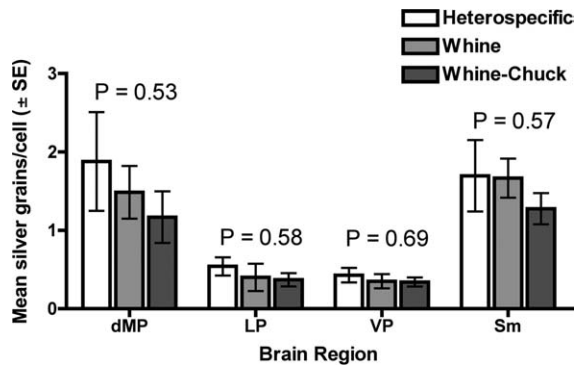 Heterospecific
Whine
Whine-Chuck
Mean silver grains/cell (± SE)
3
2
1
0
P = 0.53
P = 0.58
P = 0.69
P = 0.57
dMP
LP
VP
Sm
Brain Region